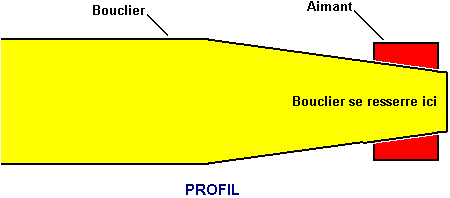 Bouclier
Aimant
Bouclier se resserre ici
PROFIL